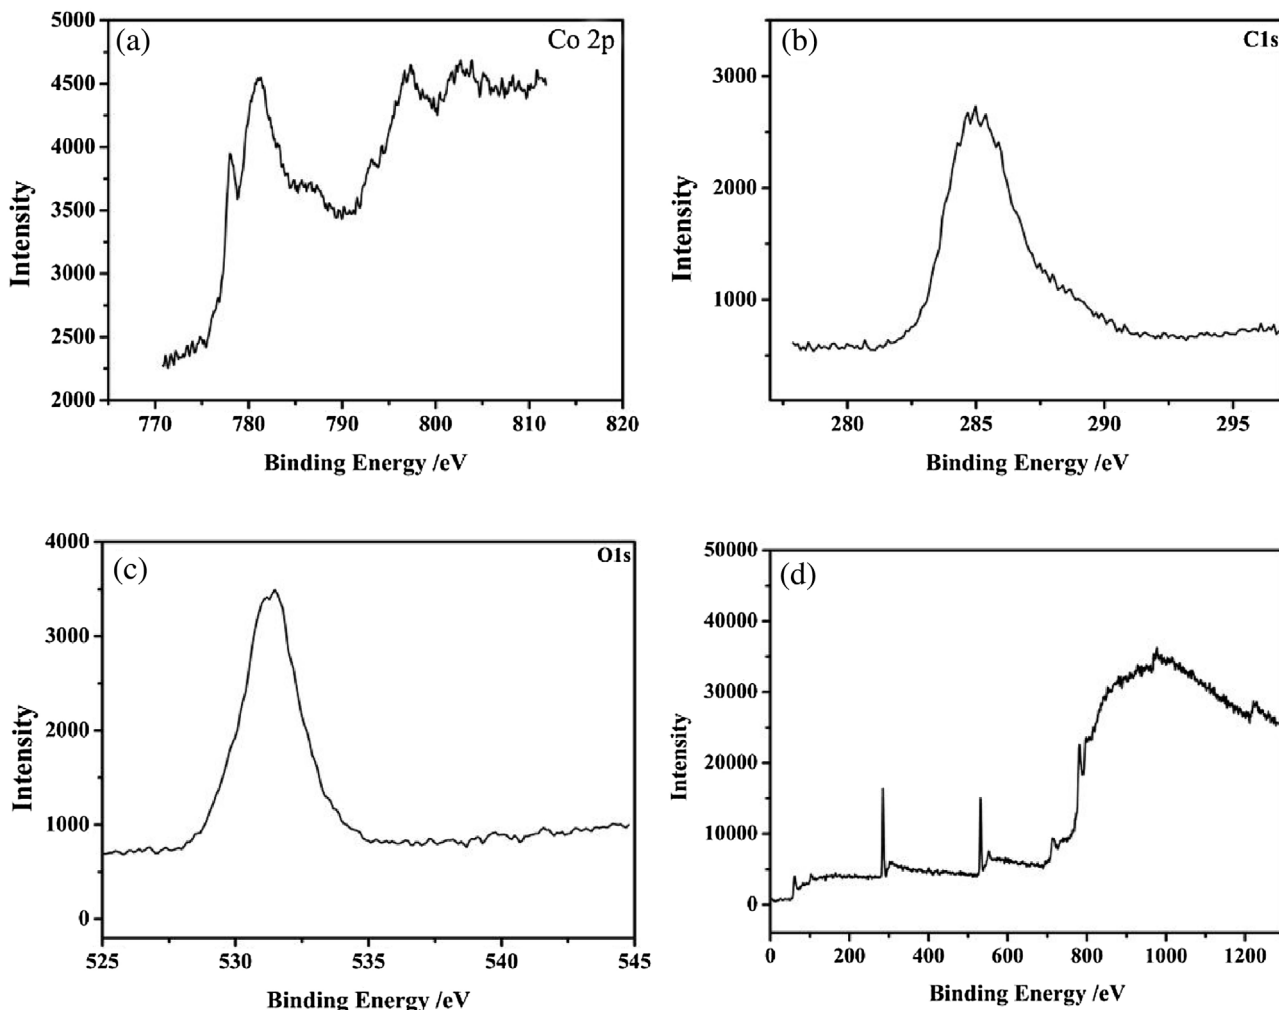 (a) Co 2p
5000
4500
4000
3500
3000
2500
2000
Intensity
770 780 790 800 810 820
Binding Energy /eV
(b) C1s
3000
2000
1000
Intensity
280 285 290 295
Binding Energy /eV
(c) O1s
4000
3000
2000
1000
0
Intensity
525 530 535 540 545
Binding Energy /eV
(d)
50000
40000
30000
20000
10000
0
Intensity
0 200 400 600 800 1000 1200
Binding Energy /eV